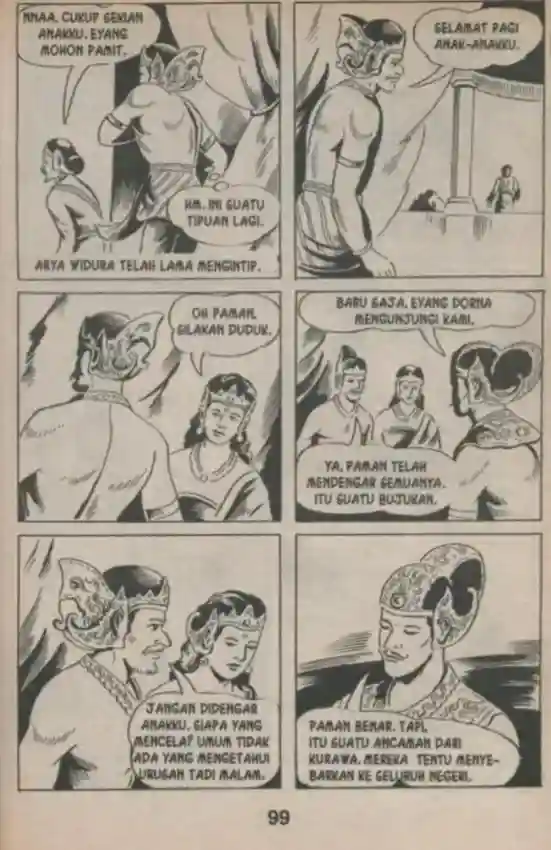 NNAA. CUKUP SEKIAN
ANAKKU. EYANG
MOHON PAMIT.
HM. INI SUATU
TIPUAN LAGI.
ARYA WIDURA TELAH LAMA MENGINTIP.
SELAMAT PAGI
ANAK-ANAKKU.
OH PAMAN.
SILAKAN DUDUK.
BARU SAJA, EYANG DORNA
MENGUNJUNGI KAMI.
YA, PAMAN TELAH
MENDENGAR SEMUANYA.
ITU SUATU BUJUKAN.
JANGAN DIDENGAR
ANAKKU. SIAPA YANG
MENCELA? UMUM TIDAK
ADA YANG MENGETAHUI
URUSAN TADI MALAM.
PAMAN BENAR. TAPI,
ITU SUATU ANCAMAN DARI
KURAWA. MEREKA TENTU MENYE-
BARKAN KE SELURUH NEGERI.
99